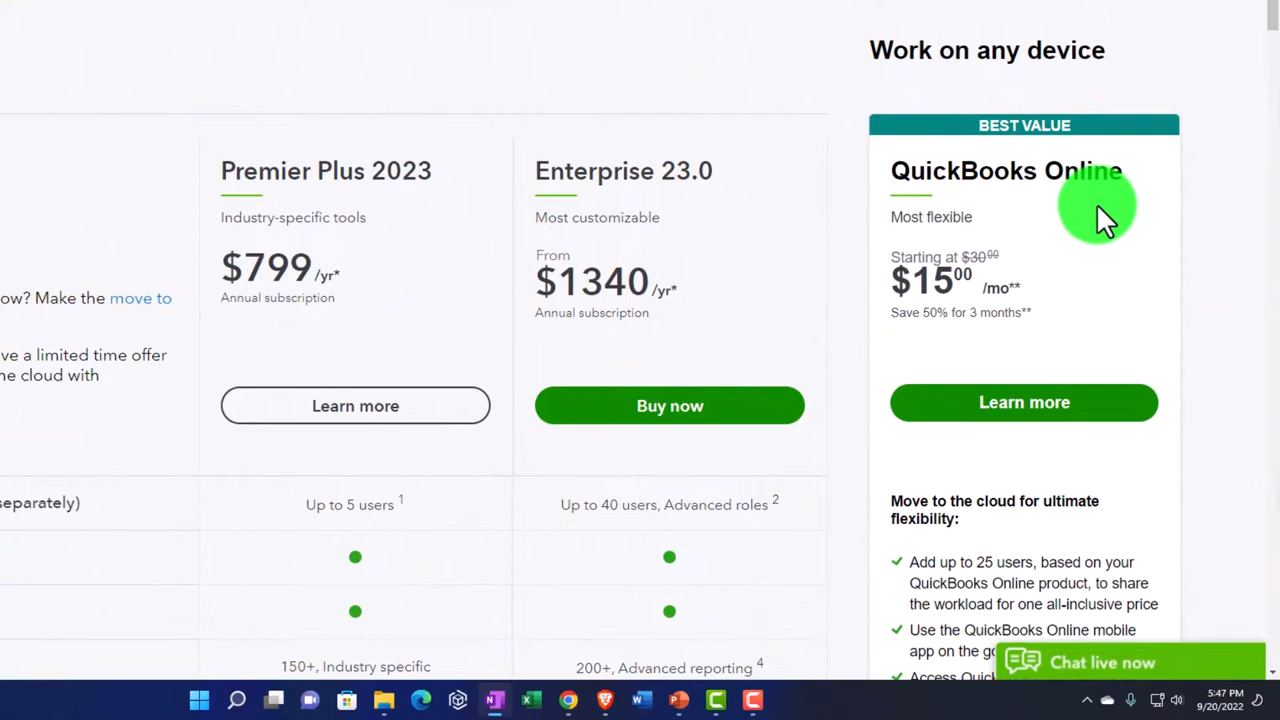 Work on any device
BEST VALUE
Premier Plus 2023
Enterprise 23.0
QuickBooks Online
Industry-specific tools
Most customizable
Most flexible
$799 /yr*
From
Starting at $30⁰⁰
$1340 /yr*
$15⁰⁰ /mo**
ow? Make the move to
Annual subscription
Annual subscription
Save 50% for 3 months**
ve a limited time offer
ne cloud with
Learn more
Buy now
Learn more
separately)
Up to 5 users ¹
Up to 40 users, Advanced roles ²
Move to the cloud for ultimate
flexibility:
Add up to 25 users, based on your
QuickBooks Online product, to share
the workload for one all-inclusive price
Use the QuickBooks Online mobile
app on the go
150+, Industry specific
200+, Advanced reporting ⁴
Access Quic
Chat live now
5:47 PM
9/20/2022